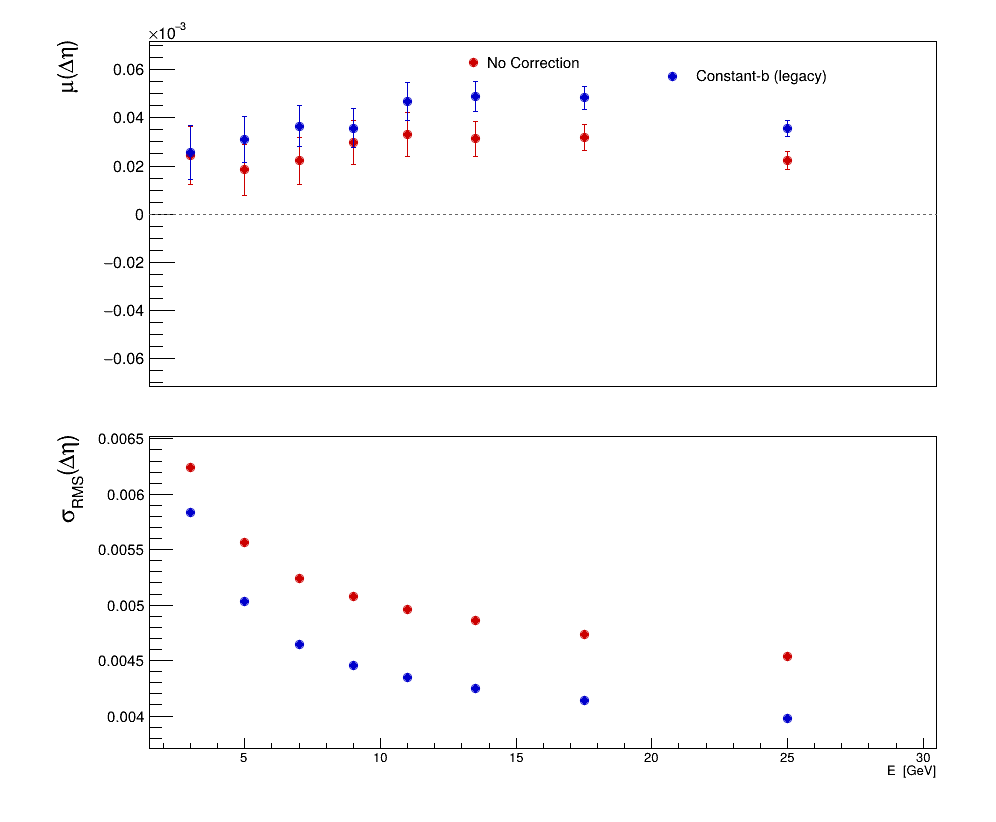 ×10⁻³
μ(Δη)
0.06
0.04
0.02
0
−0.02
−0.04
−0.06
No Correction
Constant-b (legacy)
σRMS(Δη)
0.0065
0.006
0.0055
0.005
0.0045
0.004
5 10 15 20 25 30
E [GeV]